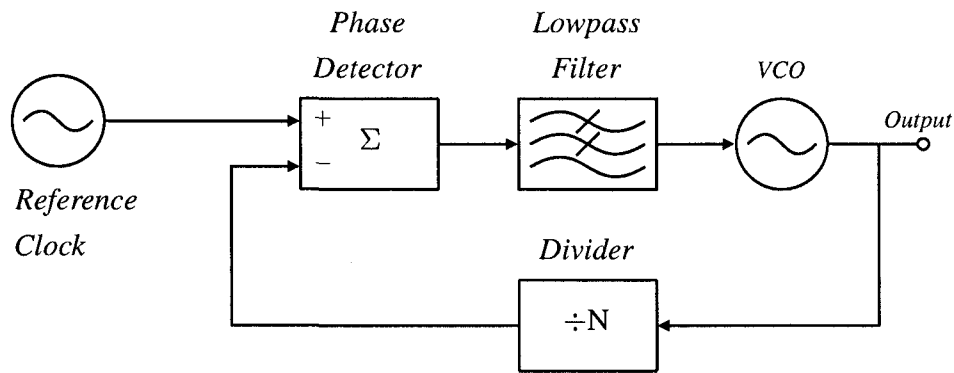 Phase
Detector
Lowpass
Filter
VCO
Output
+
Σ
−
Reference
Clock
Divider
÷N